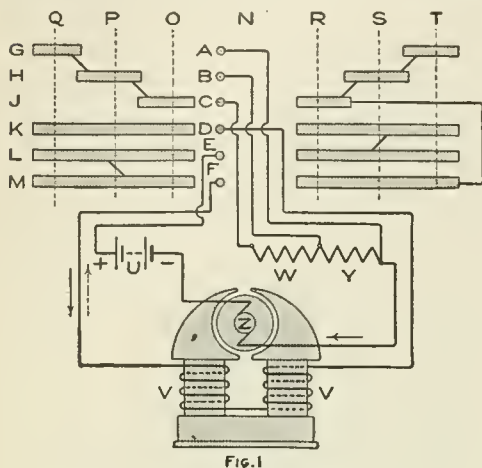 Q P O N R S T
G A
H B
J C
K D
L E
M F
+ U - W Y
Z
V V
FIG.1